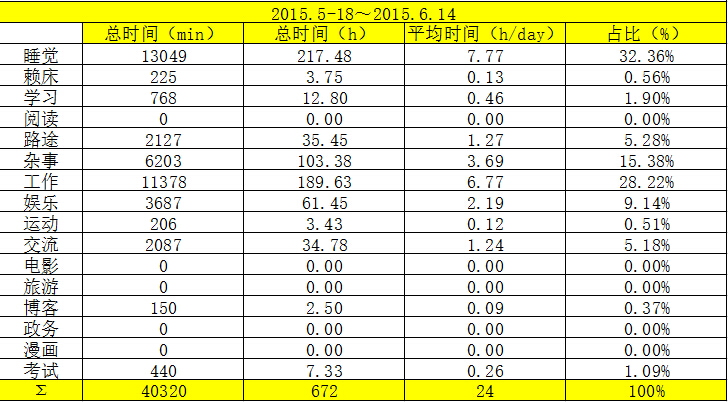 2015.5-18～2015.6.14
总时间（min） 总时间（h） 平均时间（h/day） 占比（%）
睡觉 13049 217.48 7.77 32.36%
赖床 225 3.75 0.13 0.56%
学习 768 12.80 0.46 1.90%
阅读 0 0.00 0.00 0.00%
路途 2127 35.45 1.27 5.28%
杂事 6203 103.38 3.69 15.38%
工作 11378 189.63 6.77 28.22%
娱乐 3687 61.45 2.19 9.14%
运动 206 3.43 0.12 0.51%
交流 2087 34.78 1.24 5.18%
电影 0 0.00 0.00 0.00%
旅游 0 0.00 0.00 0.00%
博客 150 2.50 0.09 0.37%
政务 0 0.00 0.00 0.00%
漫画 0 0.00 0.00 0.00%
考试 440 7.33 0.26 1.09%
Σ 40320 672 24 100%